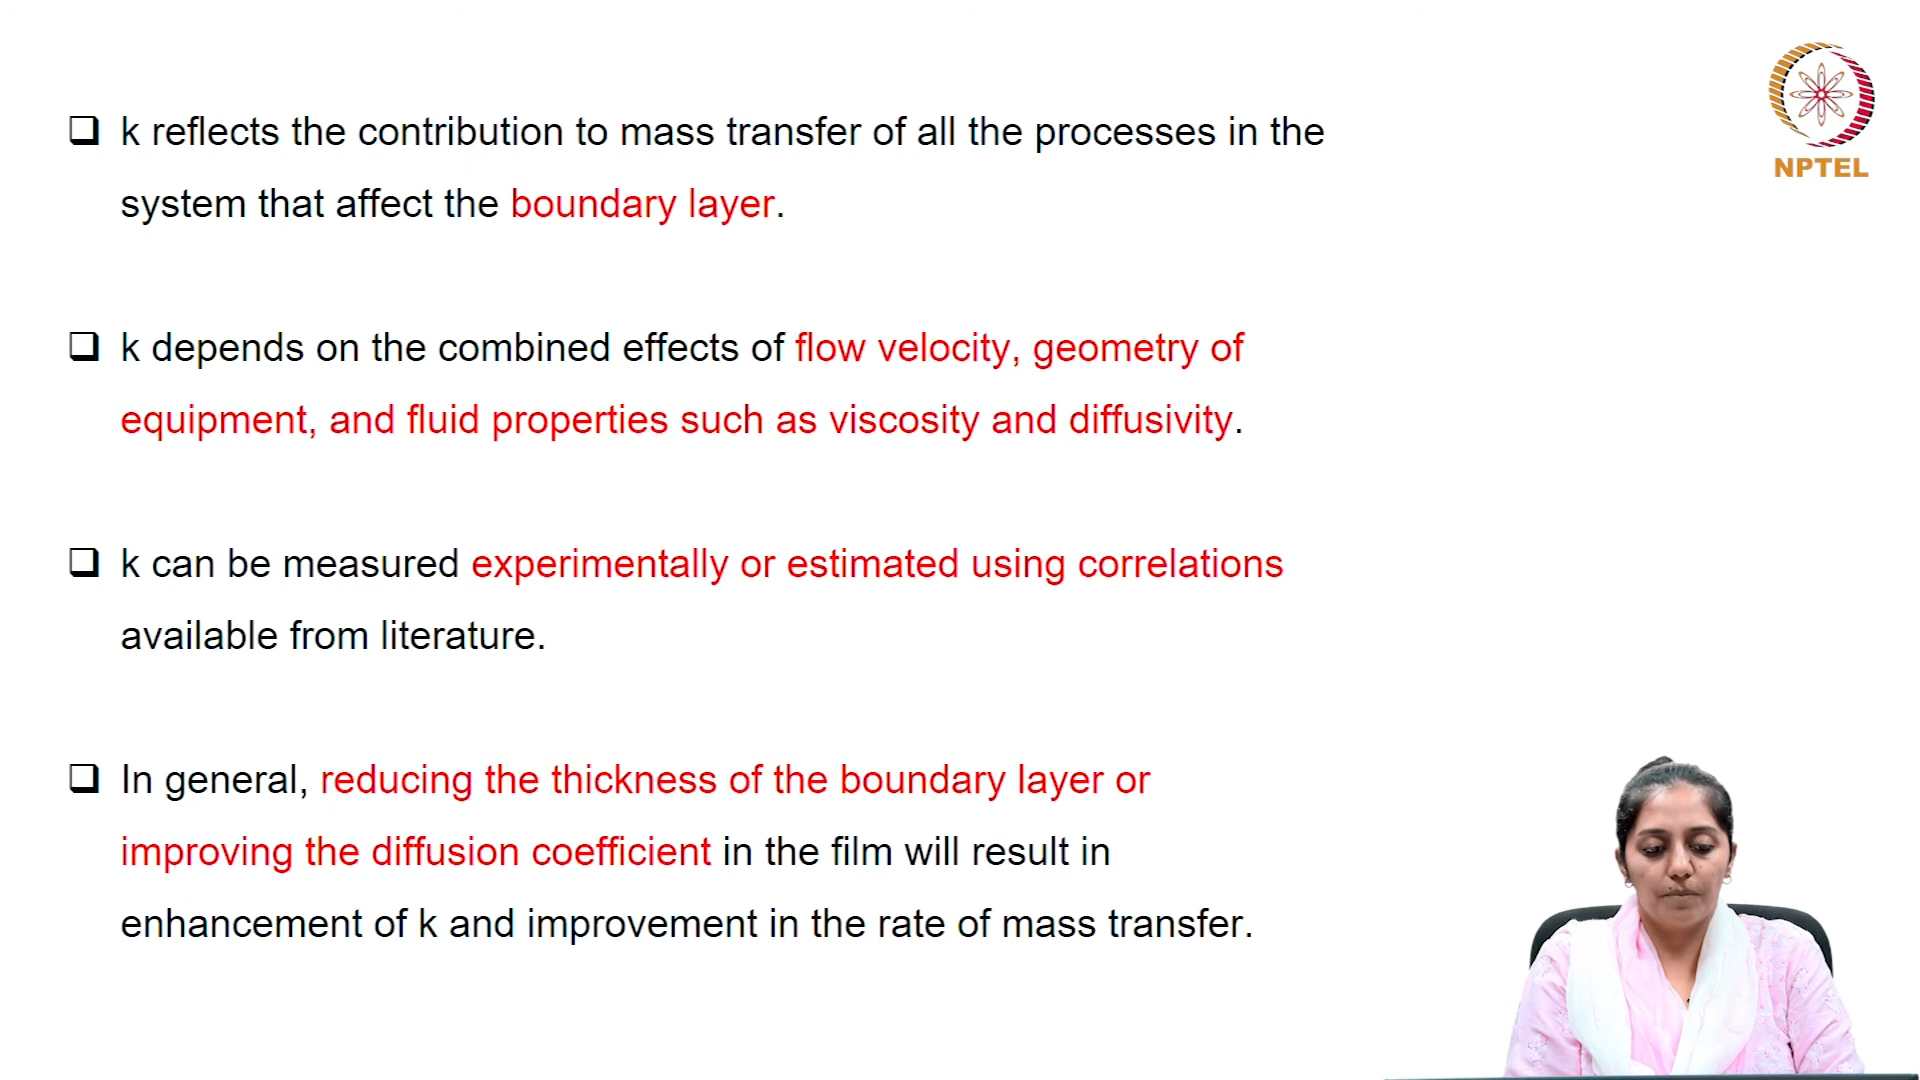 k reflects the contribution to mass transfer of all the processes in the
system that affect the boundary layer.
k depends on the combined effects of flow velocity, geometry of
equipment, and fluid properties such as viscosity and diffusivity.
k can be measured experimentally or estimated using correlations
available from literature.
In general, reducing the thickness of the boundary layer or
improving the diffusion coefficient in the film will result in
enhancement of k and improvement in the rate of mass transfer.
NPTEL